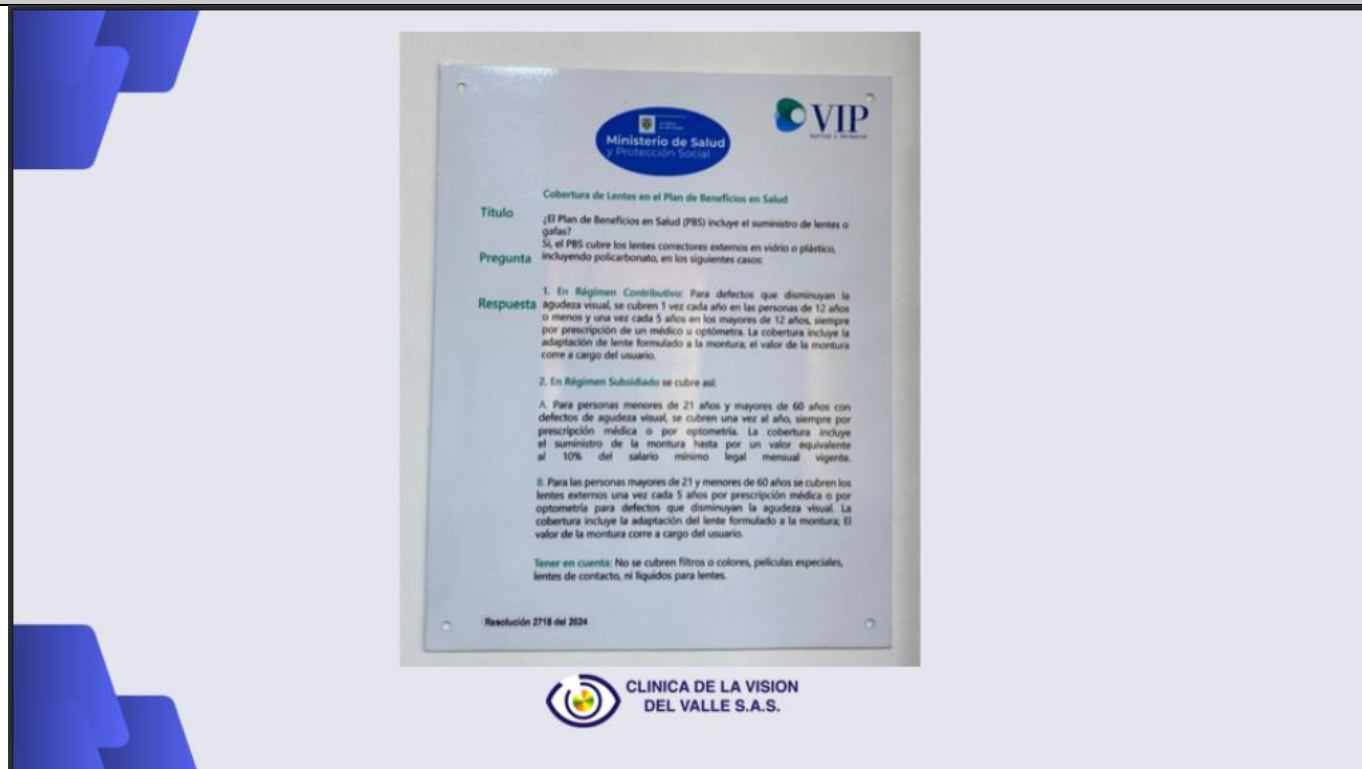 VIP
Ministerio de Salud
y Protección Social
Cobertura de Lentes en el Plan de Beneficios en Salud
Título
¿El Plan de Beneficios en Salud (PBS) incluye el suministro de lentes o
gafas?
Si, el PBS cubre los lentes correctores externos en vidrio o plástico,
Pregunta
incluyendo policarbonato, en los siguientes casos:
Respuesta
1. En Régimen Contributivo: Para defectos que disminuyan la
agudeza visual, se cubren 1 vez cada año en las personas de 12 años
o menos y una vez cada 5 años en los mayores de 12 años, siempre
por prescripción de un médico u optómetra. La cobertura incluye la
adaptación de lente formulado a la montura; el valor de la montura
corre a cargo del usuario.
2. En Régimen Subsidiado se cubre así:
A. Para personas menores de 21 años y mayores de 60 años con
defectos de agudeza visual, se cubren una vez al año, siempre por
prescripción médica o por optometría. La cobertura incluye
el suministro de la montura hasta por un valor equivalente
al 10% del salario mínimo legal mensual vigente.
B. Para las personas mayores de 21 y menores de 60 años se cubren los
lentes externos una vez cada 5 años por prescripción médica o por
optometría para defectos que disminuyan la agudeza visual. La
cobertura incluye la adaptación del lente formulado a la montura; El
valor de la montura corre a cargo del usuario.
Tener en cuenta: No se cubren filtros o colores, películas especiales,
lentes de contacto, ni líquidos para lentes.
Resolución 2718 del 2024
CLINICA DE LA VISION
DEL VALLE S.A.S.